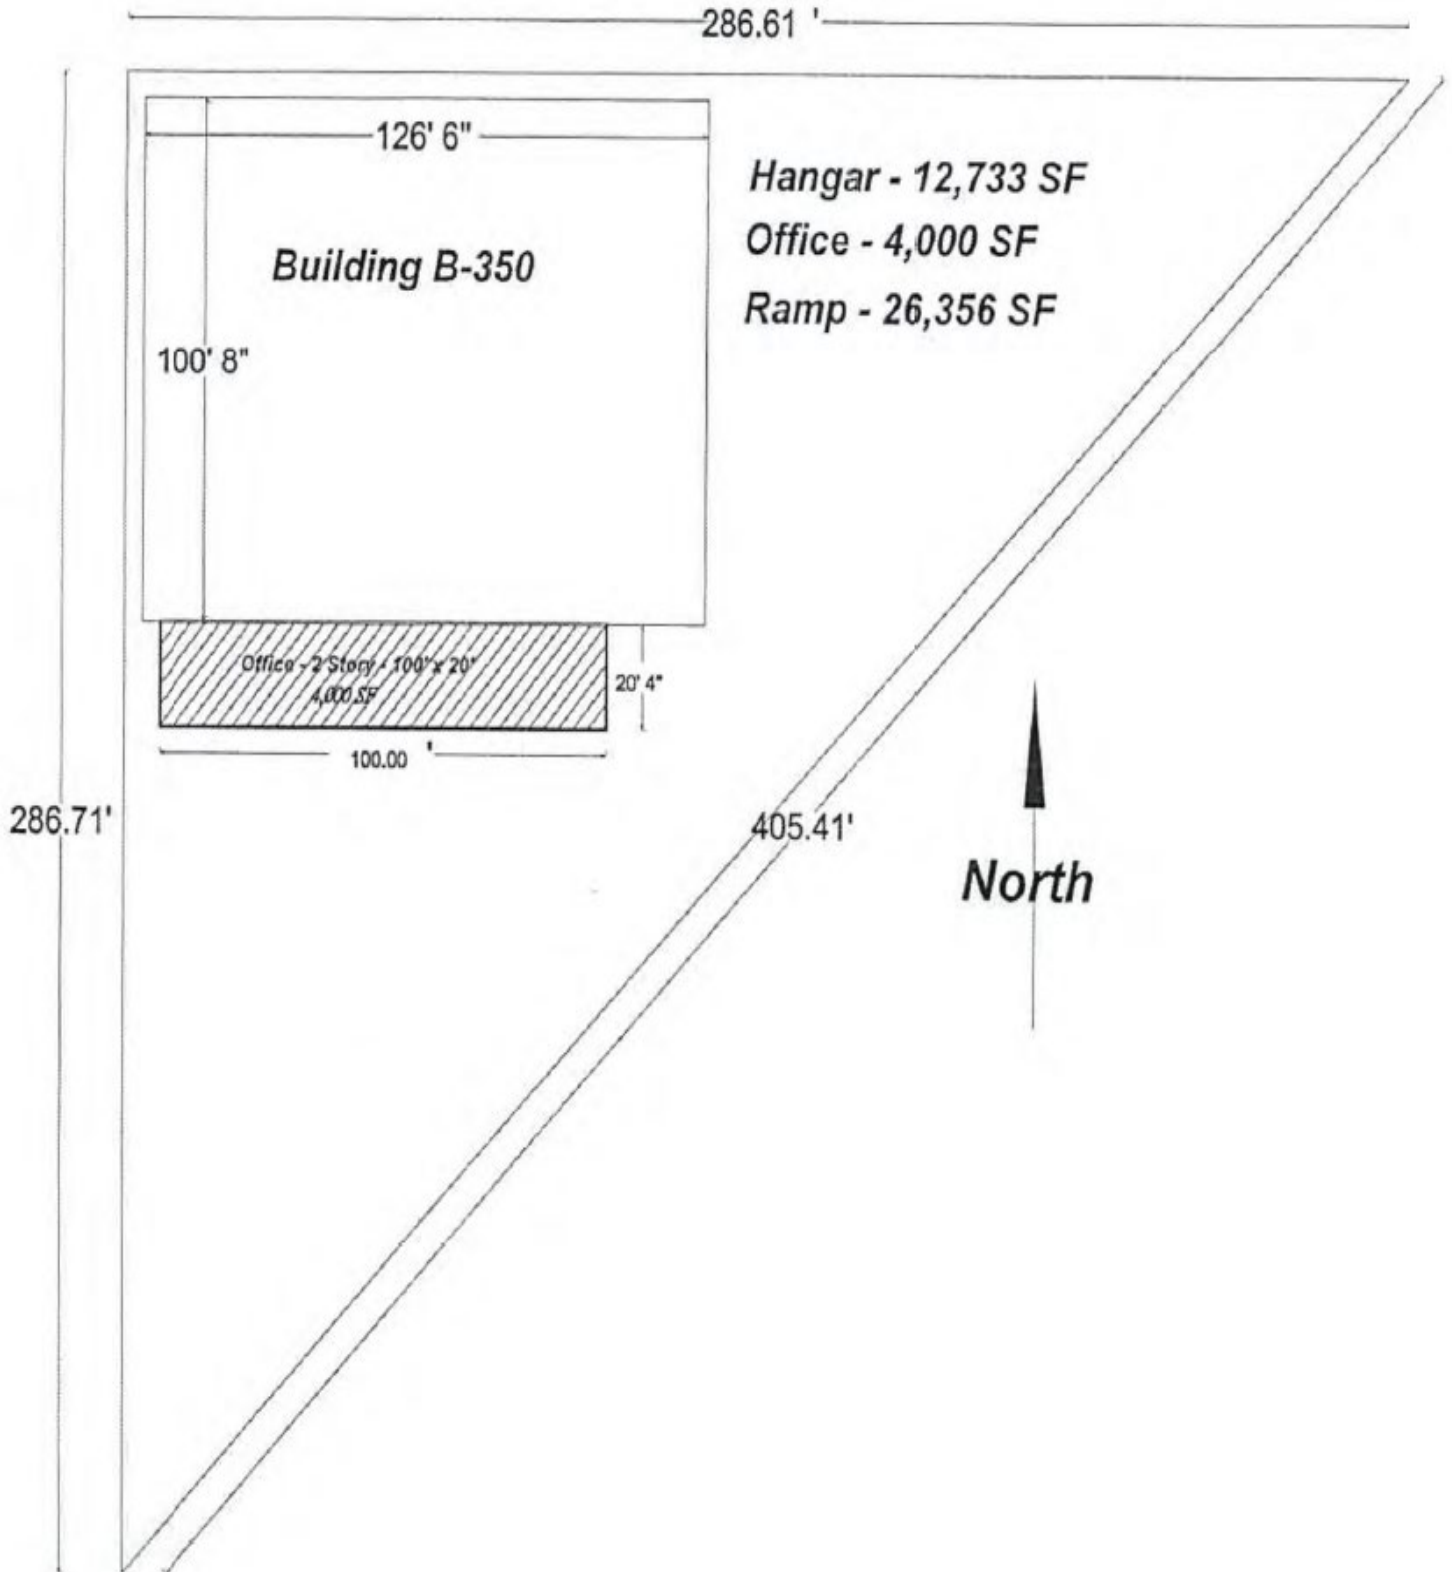 286.61 '
126' 6"
Hangar - 12,733 SF
Office - 4,000 SF
Ramp - 26,356 SF
Building B-350
100' 8"
Office - 2 Story - 100' x 20'
4,000 SF
20' 4"
100.00 '
286.71'
405.41'
North